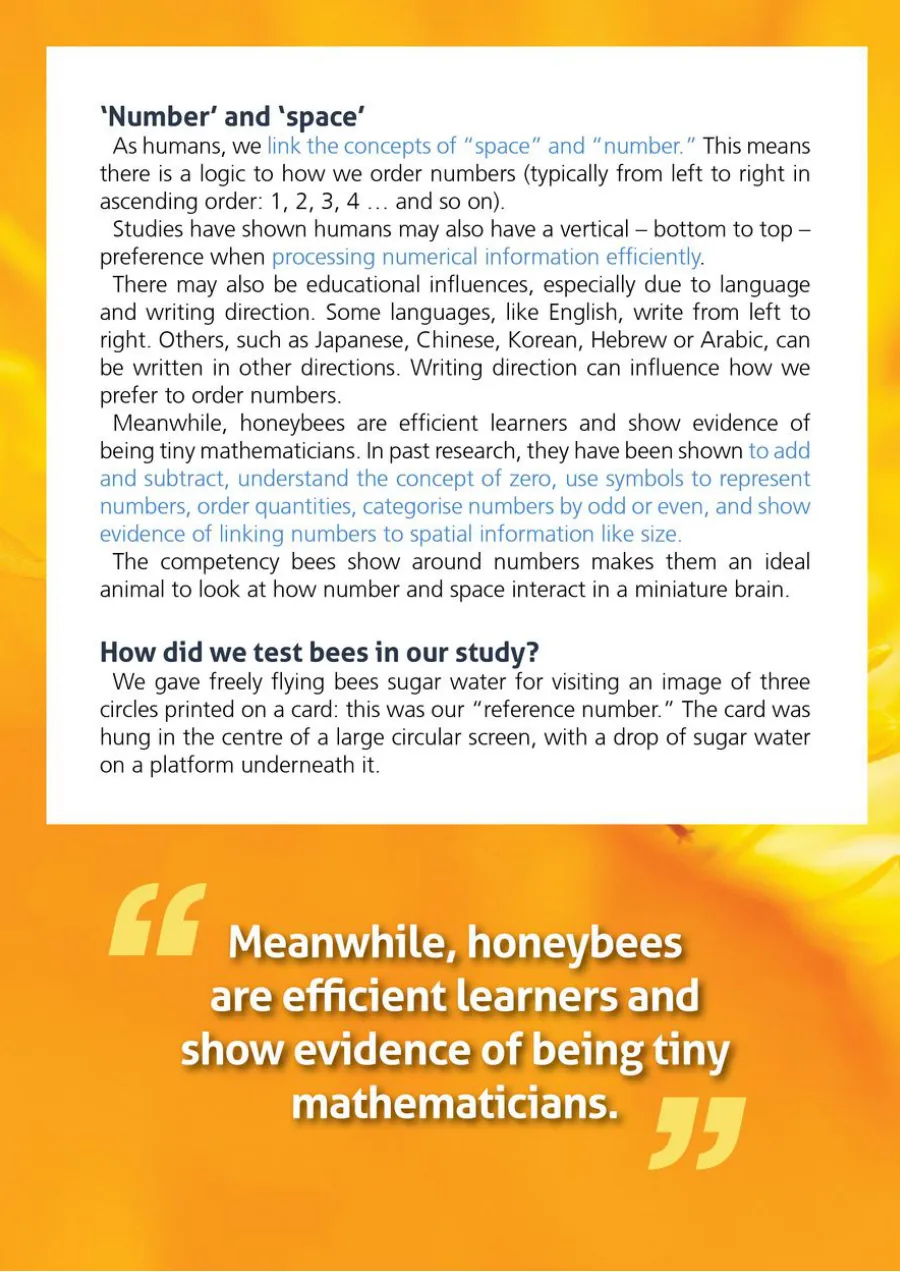 ‘Number’ and ‘space’
As humans, we link the concepts of “space” and “number.” This means
there is a logic to how we order numbers (typically from left to right in
ascending order: 1, 2, 3, 4 … and so on).
Studies have shown humans may also have a vertical – bottom to top –
preference when processing numerical information efficiently.
There may also be educational influences, especially due to language
and writing direction. Some languages, like English, write from left to
right. Others, such as Japanese, Chinese, Korean, Hebrew or Arabic, can
be written in other directions. Writing direction can influence how we
prefer to order numbers.
Meanwhile, honeybees are efficient learners and show evidence of
being tiny mathematicians. In past research, they have been shown to add
and subtract, understand the concept of zero, use symbols to represent
numbers, order quantities, categorise numbers by odd or even, and show
evidence of linking numbers to spatial information like size.
The competency bees show around numbers makes them an ideal
animal to look at how number and space interact in a miniature brain.
How did we test bees in our study?
We gave freely flying bees sugar water for visiting an image of three
circles printed on a card: this was our “reference number.” The card was
hung in the centre of a large circular screen, with a drop of sugar water
on a platform underneath it.
“ Meanwhile, honeybees
are efficient learners and
show evidence of being tiny
mathematicians. ”